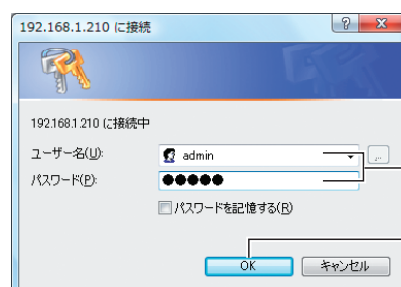 192.168.1.210 に接続
192.168.1.210 に接続中
ユーザー名(U):
admin
パスワード(P):
●●●●●
パスワードを記憶する(R)
OK
キャンセル